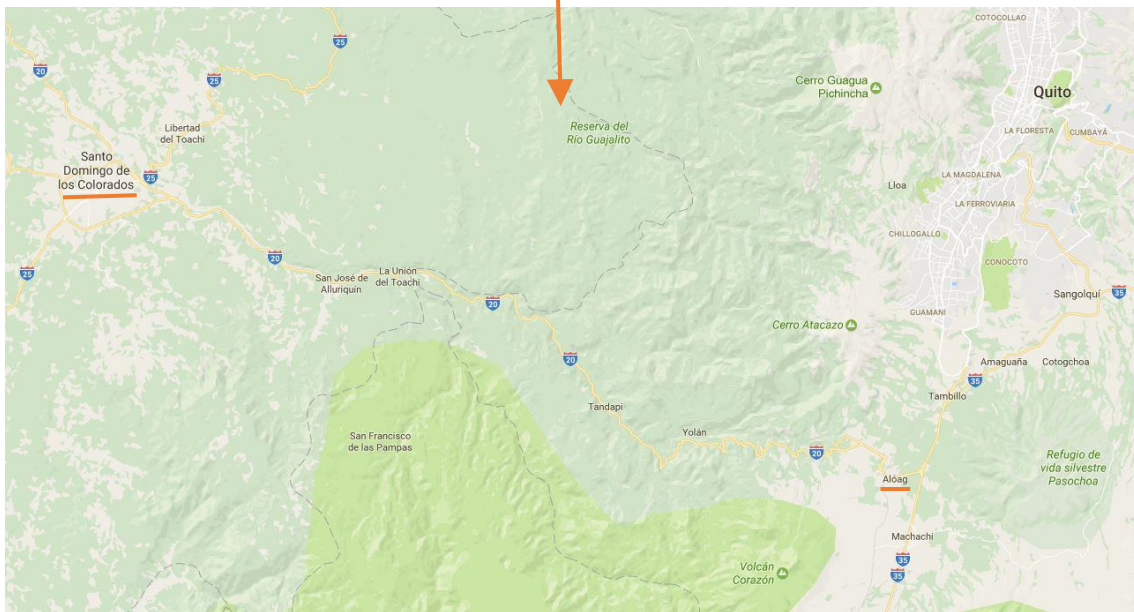 COTOCOLLAO
25
20
25
Cerro Guagua
Pichincha
Quito
Libertad
del Toachi
Reserva del
Río Guajalito
LA FLORESTA
CUMBAYÁ
Santo
Domingo de
los Colorados
25
LA MAGDALENA
Lloa
LA FERROVIARIA
CHILLOGALLO
20
CONOCOTO
25
San José de
Alluriquín
La Unión
del Toachi
20
Sangolquí
35
GUAMANI
Cerro Atacazo
20
Amaguaña
Cotogchoa
35
Tambillo
Tandapi
San Francisco
de las Pampas
Yolán
20
Refugio de
vida silvestre
Pasochoa
Alóag
Machachi
35
Volcán
Corazón
35